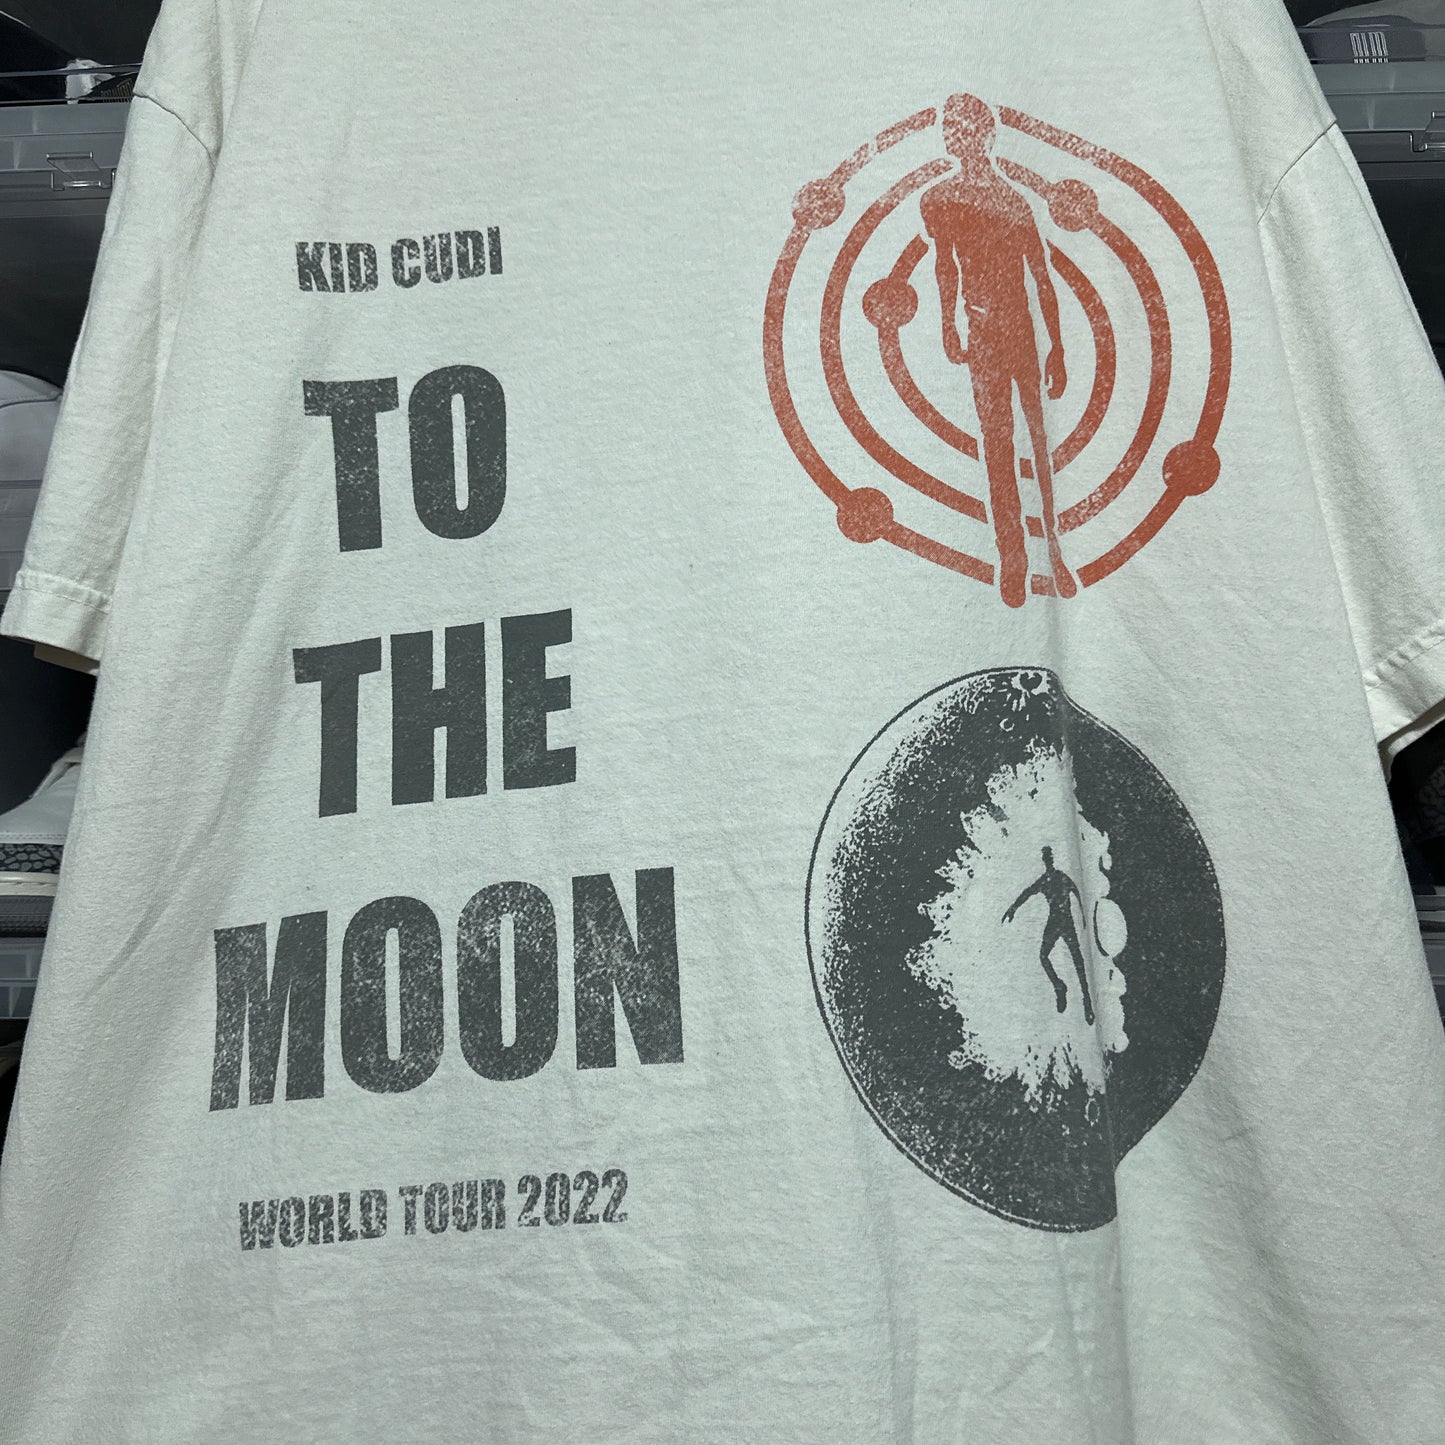 KID CUDI
TO
THE
MOON
WORLD TOUR 2022